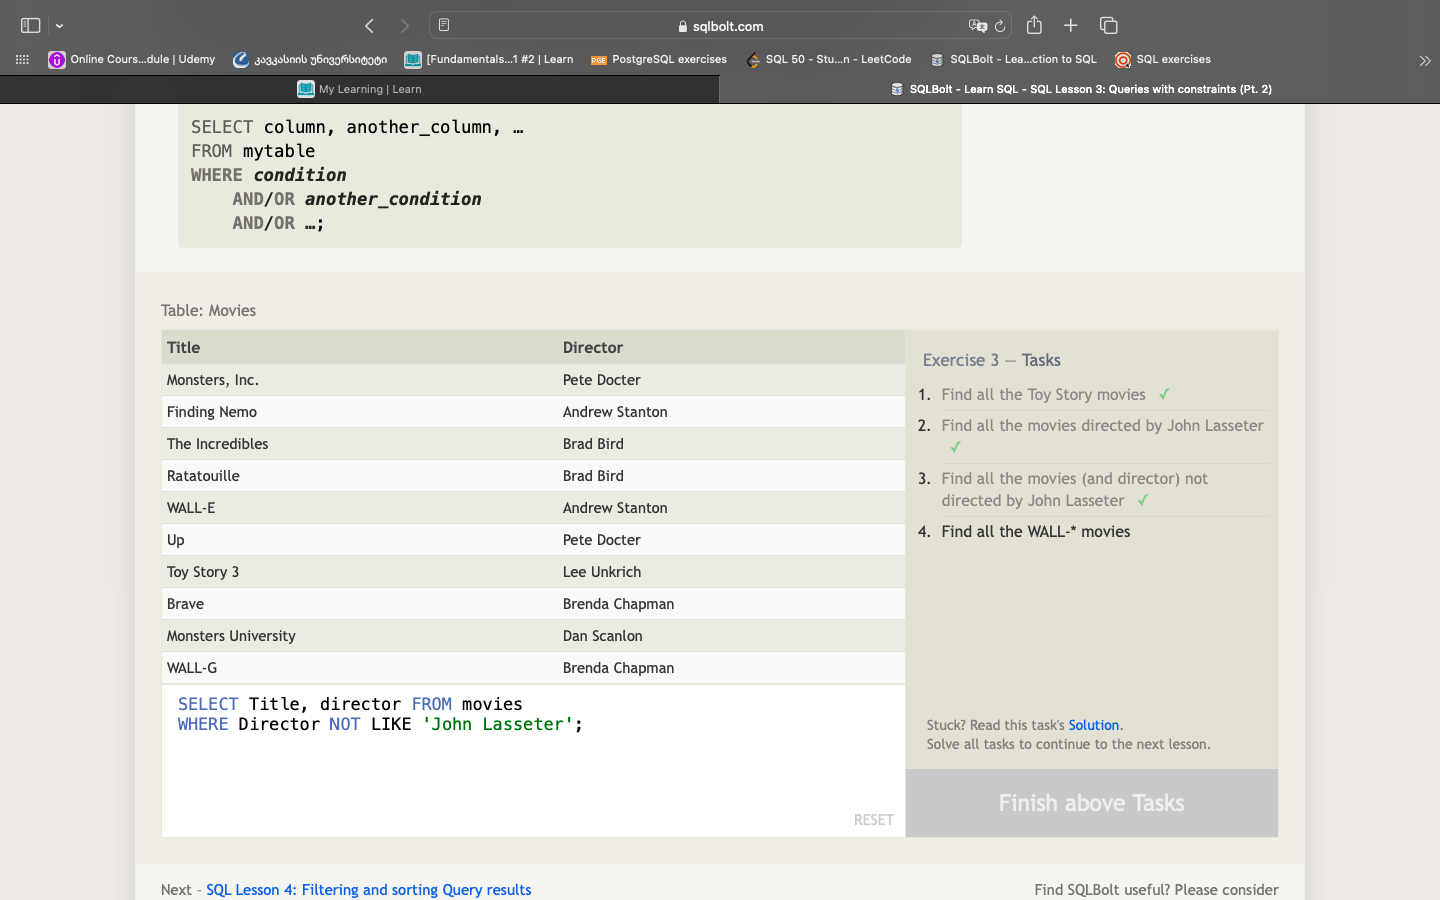 sqlbolt.com
Online Cours...dule | Udemy
კავკასიის უნივერსიტეტი
[Fundamentals...1 #2 | Learn
PGE PostgreSQL exercises
SQL 50 - Stu...n - LeetCode
SQLBolt - Lea...ction to SQL
SQL exercises
My Learning | Learn
SQLBolt - Learn SQL - SQL Lesson 3: Queries with constraints (Pt. 2)
SELECT column, another_column, …
FROM mytable
WHERE condition
AND/OR another_condition
AND/OR …;
Table: Movies
Title Director
Monsters, Inc. Pete Docter
Finding Nemo Andrew Stanton
The Incredibles Brad Bird
Ratatouille Brad Bird
WALL-E Andrew Stanton
Up Pete Docter
Toy Story 3 Lee Unkrich
Brave Brenda Chapman
Monsters University Dan Scanlon
WALL-G Brenda Chapman
SELECT Title, director FROM movies
WHERE Director NOT LIKE 'John Lasseter';
RESET
Exercise 3 — Tasks
1. Find all the Toy Story movies ✓
2. Find all the movies directed by John Lasseter
✓
3. Find all the movies (and director) not
directed by John Lasseter ✓
4. Find all the WALL-* movies
Stuck? Read this task's Solution.
Solve all tasks to continue to the next lesson.
Finish above Tasks
Next – SQL Lesson 4: Filtering and sorting Query results
Find SQLBolt useful? Please consider